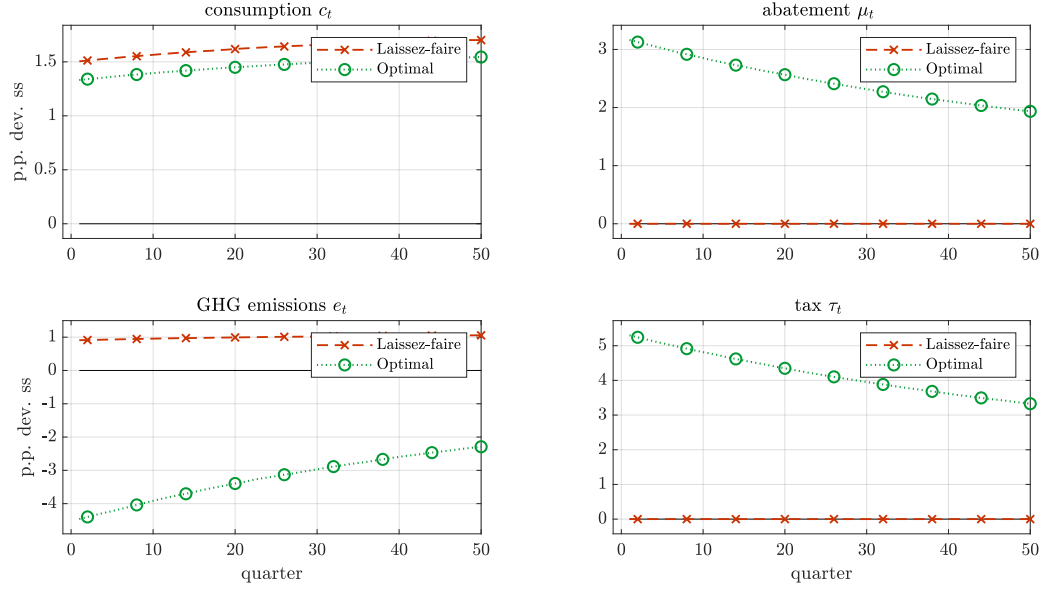 consumption c_t
p.p. dev. ss
1.5
1
0.5
0
0 10 20 30 40 50
Laissez-faire
Optimal
abatement μ_t
3
2
1
0
0 10 20 30 40 50
Laissez-faire
Optimal
GHG emissions e_t
p.p. dev. ss
1
0
-1
-2
-3
-4
0 10 20 30 40 50
quarter
Laissez-faire
Optimal
tax τ_t
5
4
3
2
1
0
0 10 20 30 40 50
quarter
Laissez-faire
Optimal